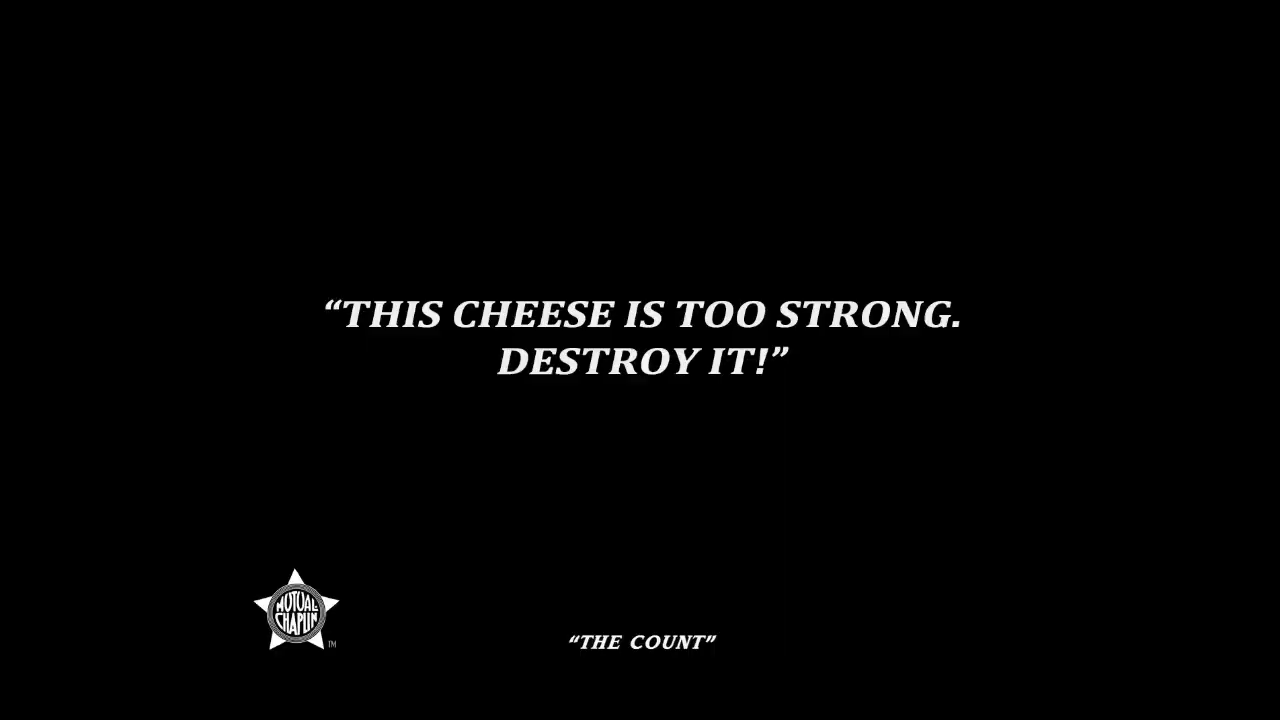 “THIS CHEESE IS TOO STRONG.
DESTROY IT!”
MUTUAL
CHAPLIN
TM
“THE COUNT”